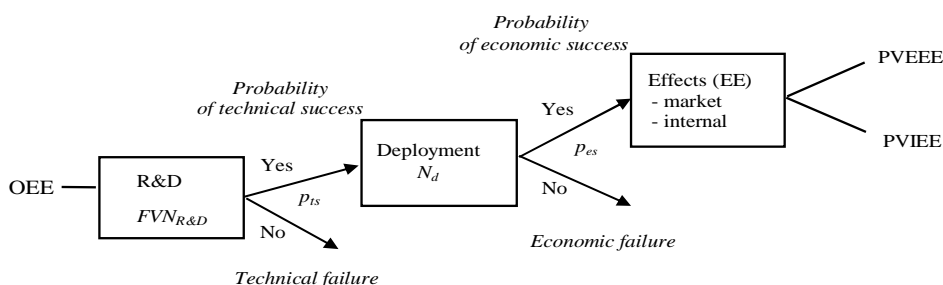 Probability
of economic success
Probability
of technical success
Effects (EE)
- market
- internal
PVEEE
PVIEE
Yes
p_es
No
Deployment
N_d
Economic failure
OEE
R&D
FVN_R&D
Yes
p_ts
No
Technical failure